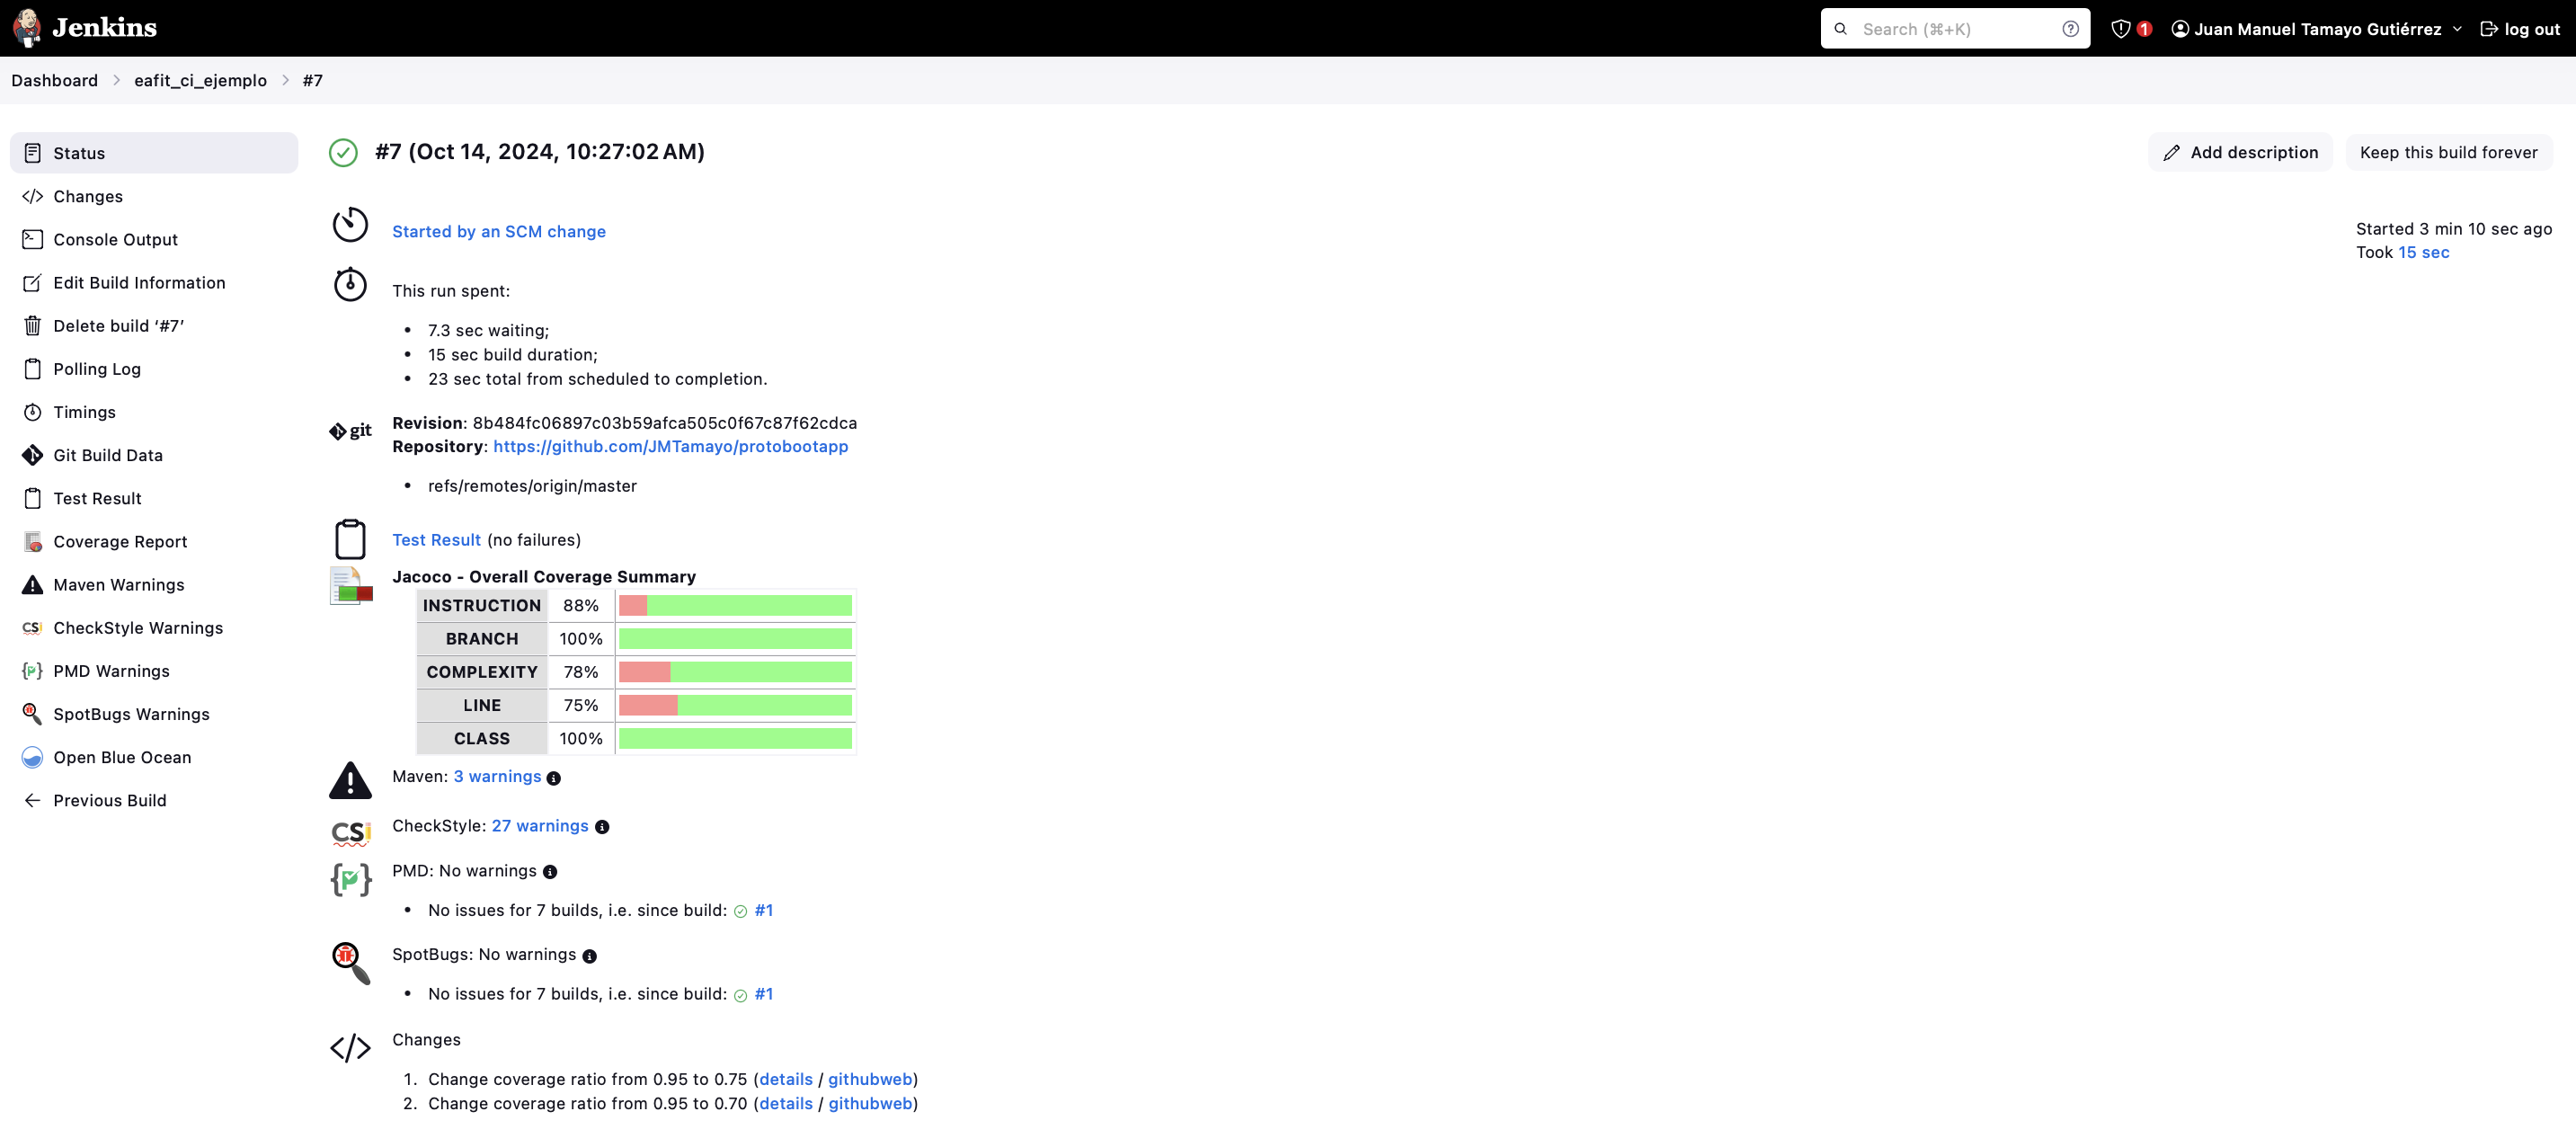 Jenkins
Search (⌘+K)
1
Juan Manuel Tamayo Gutiérrez
log out
Dashboard
eafit_ci_ejemplo
#7
Status
Changes
Console Output
Edit Build Information
Delete build ‘#7’
Polling Log
Timings
Git Build Data
Test Result
Coverage Report
Maven Warnings
CheckStyle Warnings
PMD Warnings
SpotBugs Warnings
Open Blue Ocean
Previous Build
#7 (Oct 14, 2024, 10:27:02 AM)
Add description
Keep this build forever
Started by an SCM change
Started 3 min 10 sec ago
Took 15 sec
This run spent:
• 7.3 sec waiting;
• 15 sec build duration;
• 23 sec total from scheduled to completion.
git
Revision: 8b484fc06897c03b59afca505c0f67c87f62cdca
Repository: https://github.com/JMTamayo/protobootapp
• refs/remotes/origin/master
Test Result (no failures)
Jacoco - Overall Coverage Summary
INSTRUCTION 88%
BRANCH 100%
COMPLEXITY 78%
LINE 75%
CLASS 100%
Maven: 3 warnings
CheckStyle: 27 warnings
PMD: No warnings
• No issues for 7 builds, i.e. since build: #1
SpotBugs: No warnings
• No issues for 7 builds, i.e. since build: #1
Changes
1. Change coverage ratio from 0.95 to 0.75 (details / githubweb)
2. Change coverage ratio from 0.95 to 0.70 (details / githubweb)